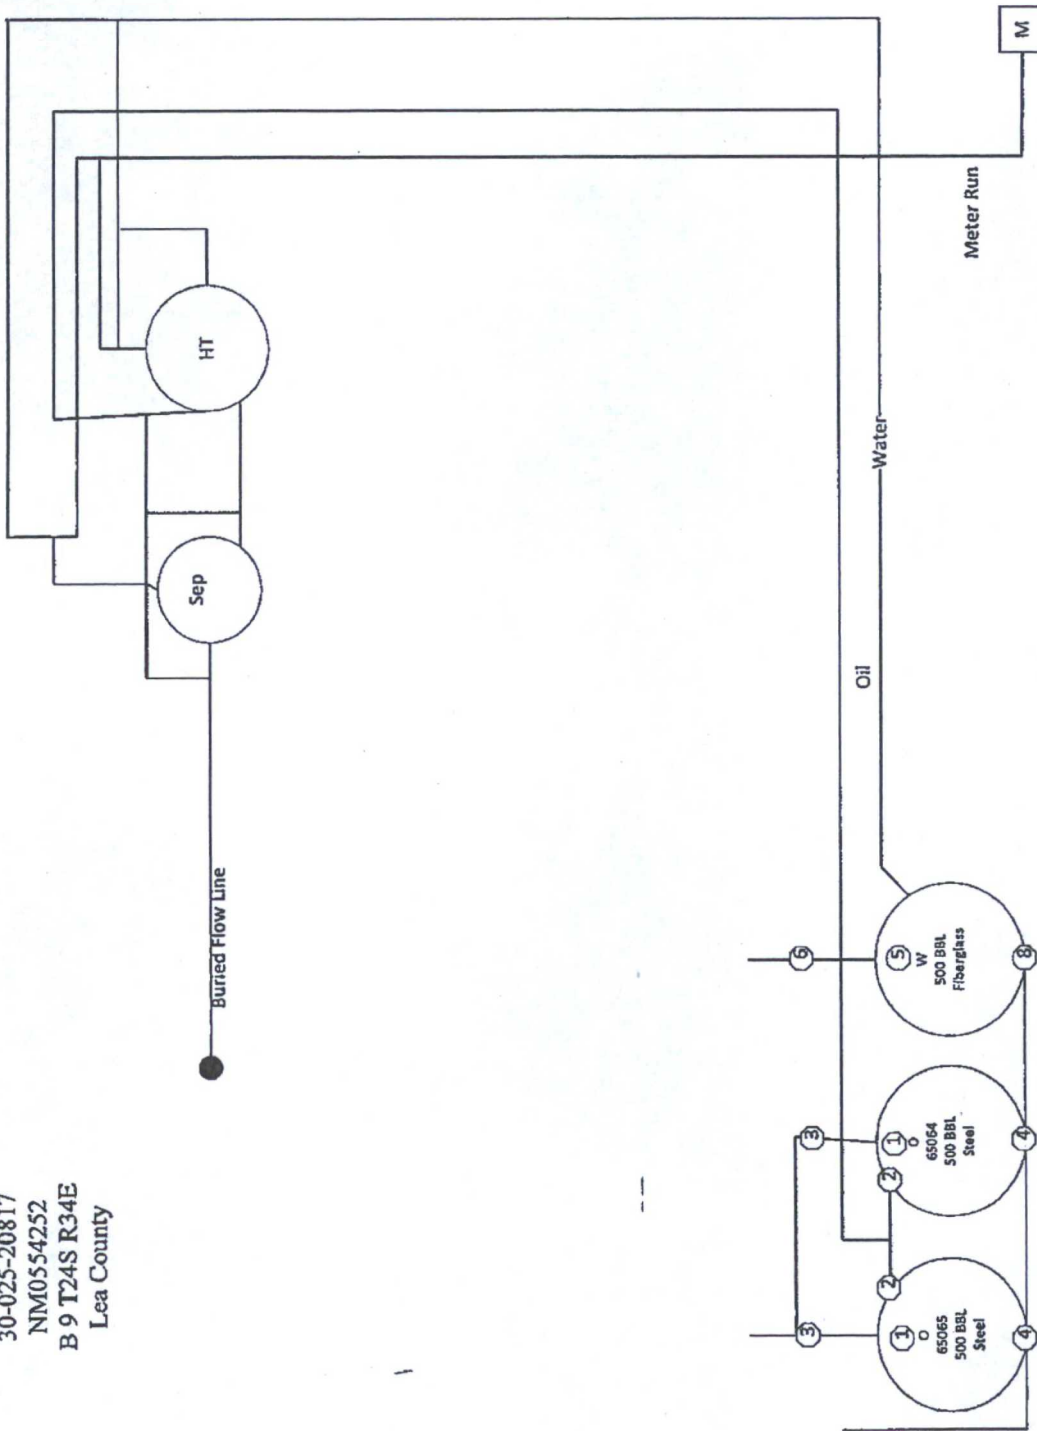 30-025-20817
NM0554252
B 9 T24S R34E
Lea County
Buried Flow Line
Sep
HT
M
Meter Run
Water
Oil
6
5
W
500 BBL
Fiberglass
8
3
1
O
65064
500 BBL
Steel
2
4
3
1
O
65065
500 BBL
Steel
2
4